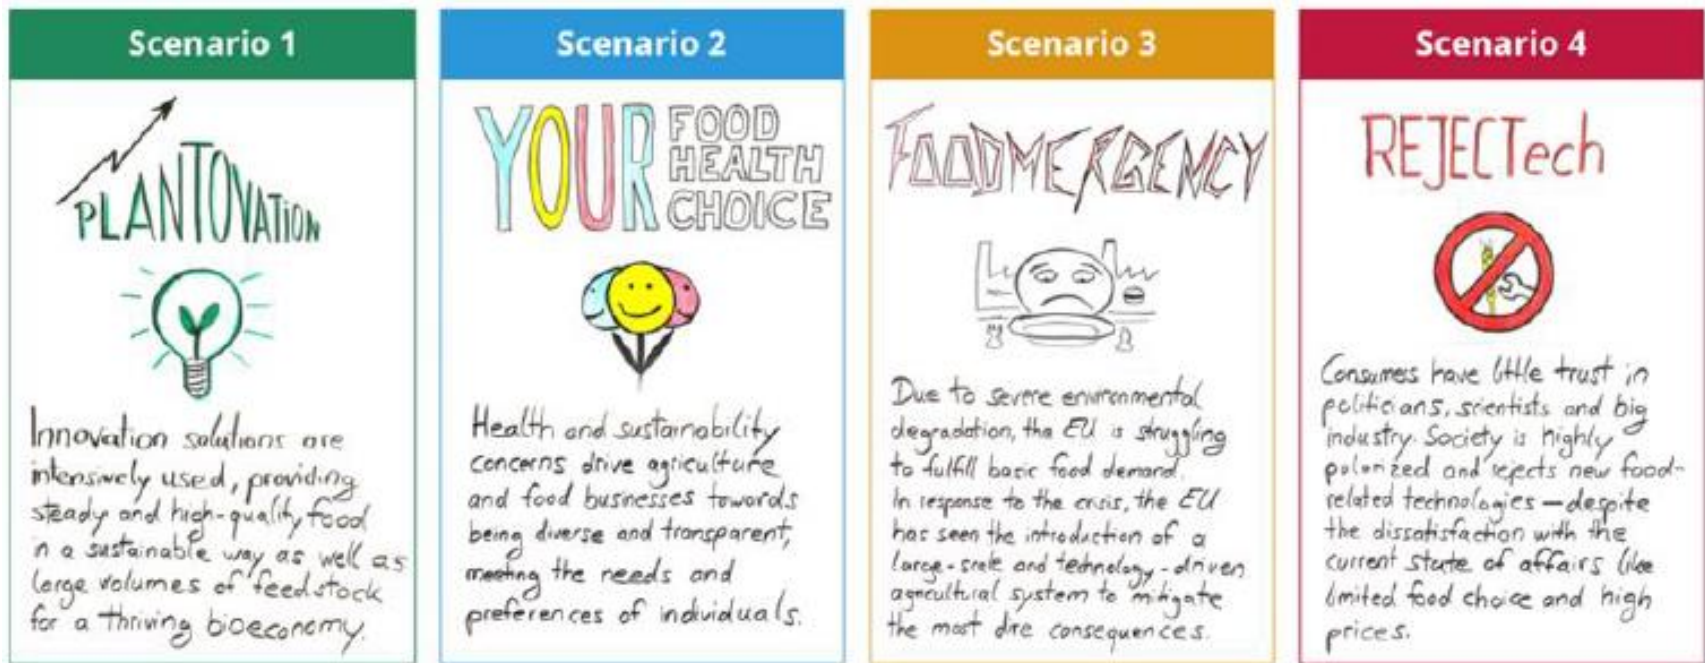 Scenario 1
PLANTOVATION
Innovation solutions are
intensively used, providing
steady and high-quality food
in a sustainable way as well as
large volumes of feedstock
for a thriving bioeconomy.
Scenario 2
YOUR FOOD
HEALTH
CHOICE
Health and sustainability
concerns drive agriculture
and food businesses towards
being diverse and transparent,
meeting the needs and
preferences of individuals.
Scenario 3
FOODMERGENCY
Due to severe environmental
degradation, the EU is struggling
to fulfill basic food demand.
In response to the crisis, the EU
has seen the introduction of a
large-scale and technology-driven
agricultural system to mitigate
the most dire consequences.
Scenario 4
REJECTech
Consumers have little trust in
politicians, scientists and big
industry. Society is highly
polarized and rejects new food-
related technologies — despite
the dissatisfaction with the
current state of affairs like
limited food choice and high
prices.